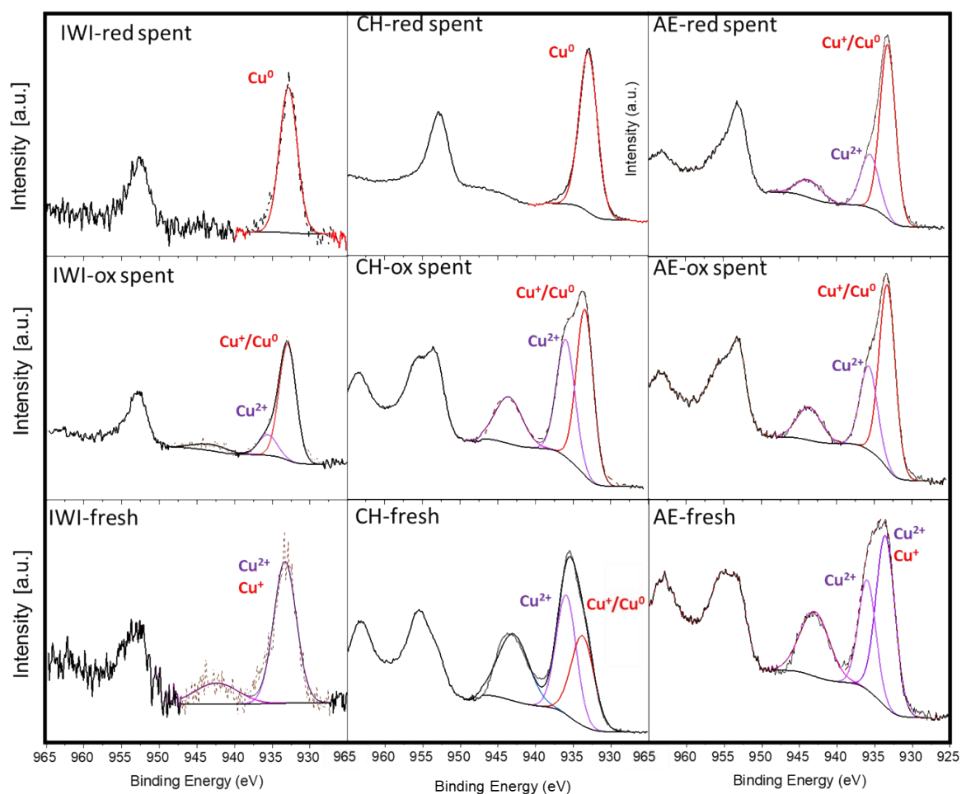 IWI-red spent
Cu⁰
Intensity [a.u.]
CH-red spent
Cu⁰
AE-red spent
Cu⁺/Cu⁰
Cu²⁺
Intensity (a.u.)
IWI-ox spent
Cu⁺/Cu⁰
Cu²⁺
Intensity [a.u.]
CH-ox spent
Cu⁺/Cu⁰
Cu²⁺
AE-ox spent
Cu⁺/Cu⁰
Cu²⁺
IWI-fresh
Cu²⁺
Cu⁺
Intensity [a.u.]
CH-fresh
Cu²⁺
Cu⁺/Cu⁰
AE-fresh
Cu²⁺
Cu⁺
Cu²⁺
965 960 955 950 945 940 935 930 965 960 955 950 945 940 935 930 965 960 955 950 945 940 935 930 925
Binding Energy (eV) Binding Energy (eV) Binding Energy (eV)